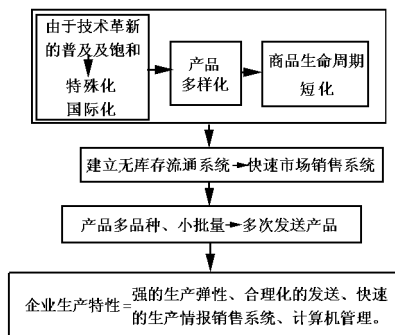 由于技术革新
的普及及饱和
特殊化
国际化
产品
多样化
商品生命周期
短化
建立无库存流通系统→快速市场销售系统
产品多品种、小批量→多次发送产品
企业生产特性=强的生产弹性、合理化的发送、快速
的生产情报销售系统、计算机管理。